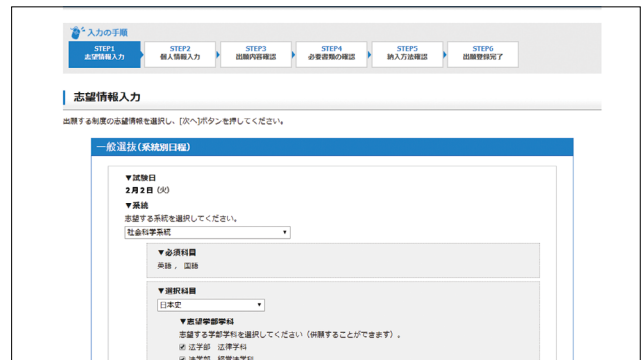 入力の手順
STEP1
志望情報入力
STEP2
個人情報入力
STEP3
出願内容確認
STEP4
必要書類の確認
STEP5
納入方法確認
STEP6
出願登録完了
志望情報入力
出願する制度の志望情報を選択し、[次へ]ボタンを押してください。
一般選抜(系統別日程)
▼試験日
2月2日 (火)
▼系統
志望する系統を選択してください。
社会科学系統
▼必須科目
英語 , 国語
▼選択科目
日本史
▼志望学部学科
志望する学部学科を選択してください（併願することができます）。
法学部 法律学科
法学部 経営法学科